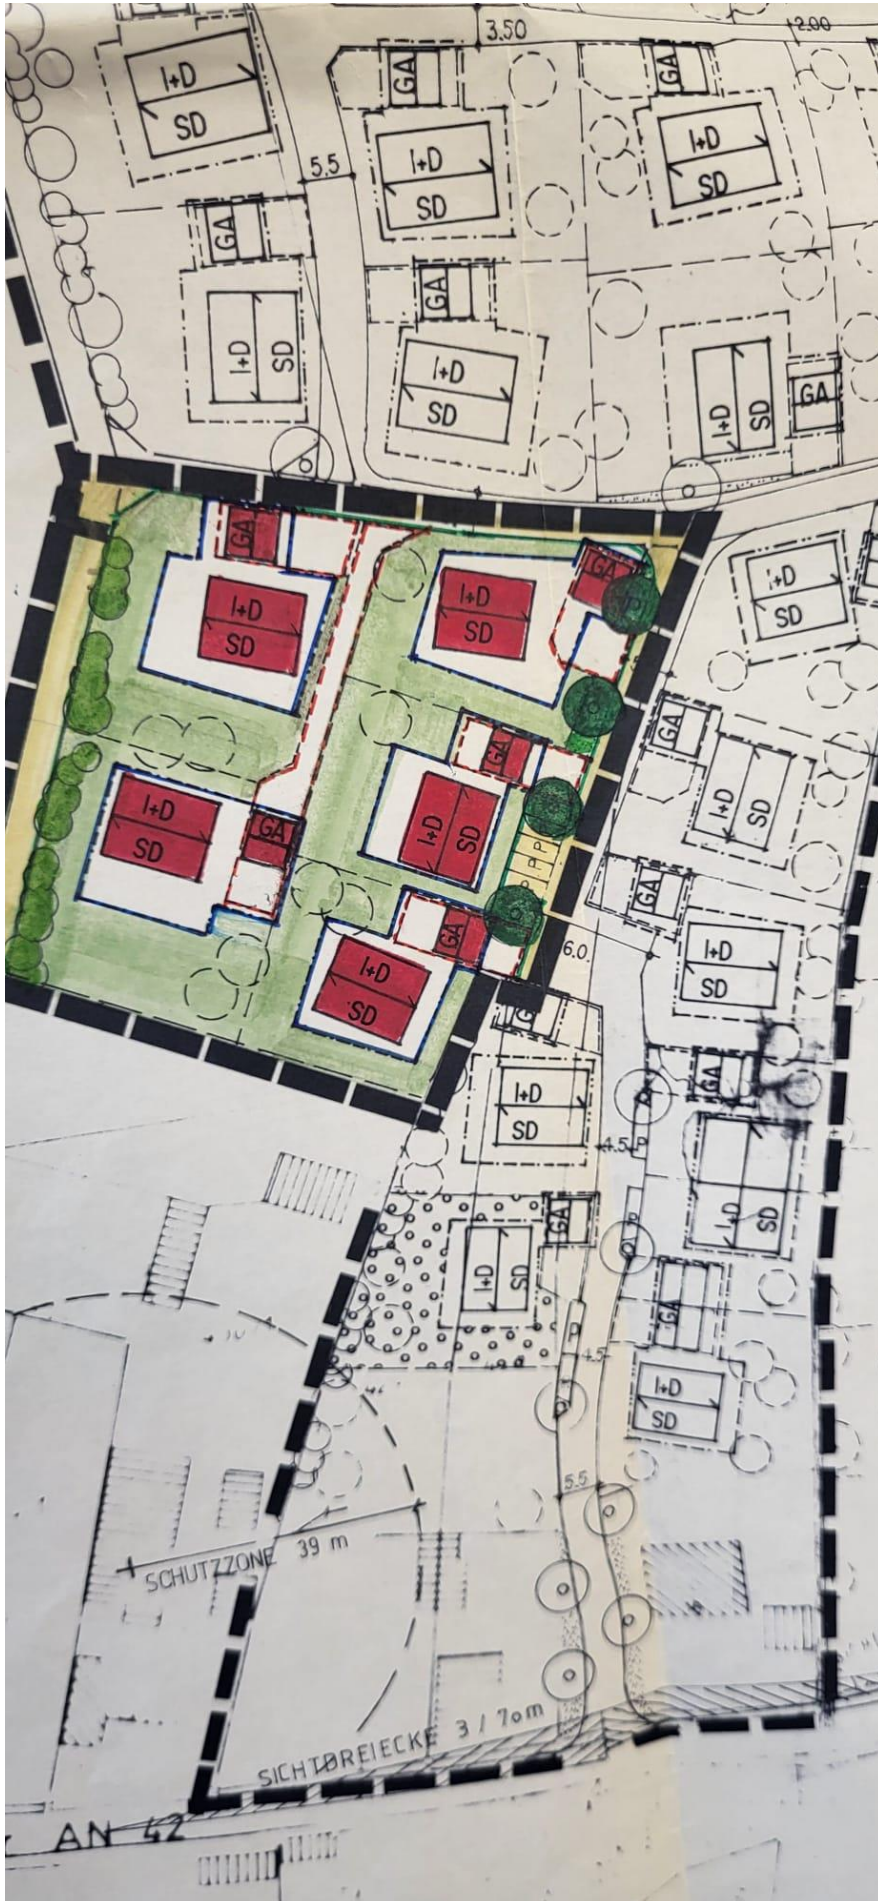 3.50
2.00
I+D
SD
GA
GA
5.5
I+D
SD
I+D
SD
GA
GA
I+D
SD
I+D
SD
I+D
SD
GA
GA
GA
I+D
SD
I+D
SD
I+D
SD
P
GA
GA
I+D
SD
GA
I+D
SD
I+D
SD
P
P
P
GA
GA
6.0.
I+D
SD
I+D
SD
G
GA
I+D
SD
4.5
P
GA
I+D
SD
I+D
SD
GA
P
4.5
I+D
SD
5.5
SCHUTZZONE 39 m
SICHTDREIECKE 3 / 70m
AN 42